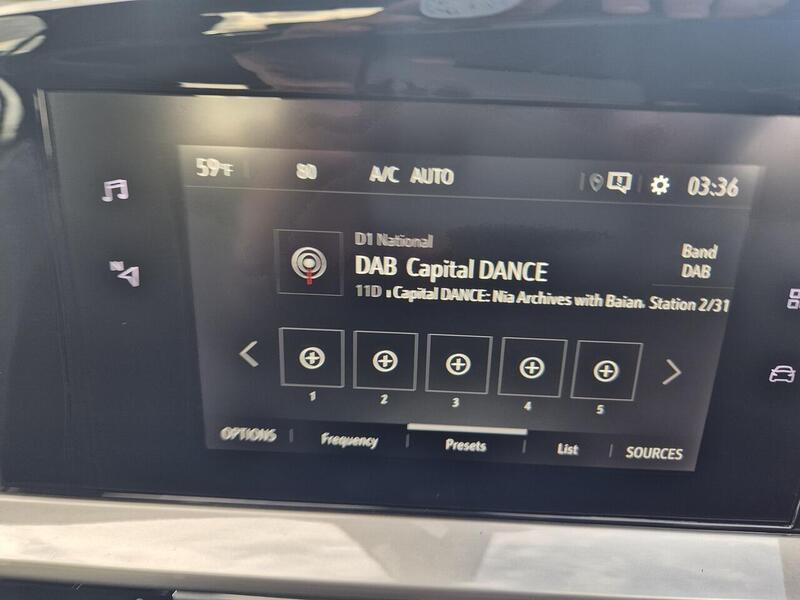 59°F 80 A/C AUTO 03:36
D1 National
DAB Capital DANCE
11D Capital DANCE: Nia Archives with Baian. Station 2/31
Band
DAB
N
1 2 3 4 5
OPTIONS Frequency Presets List SOURCES